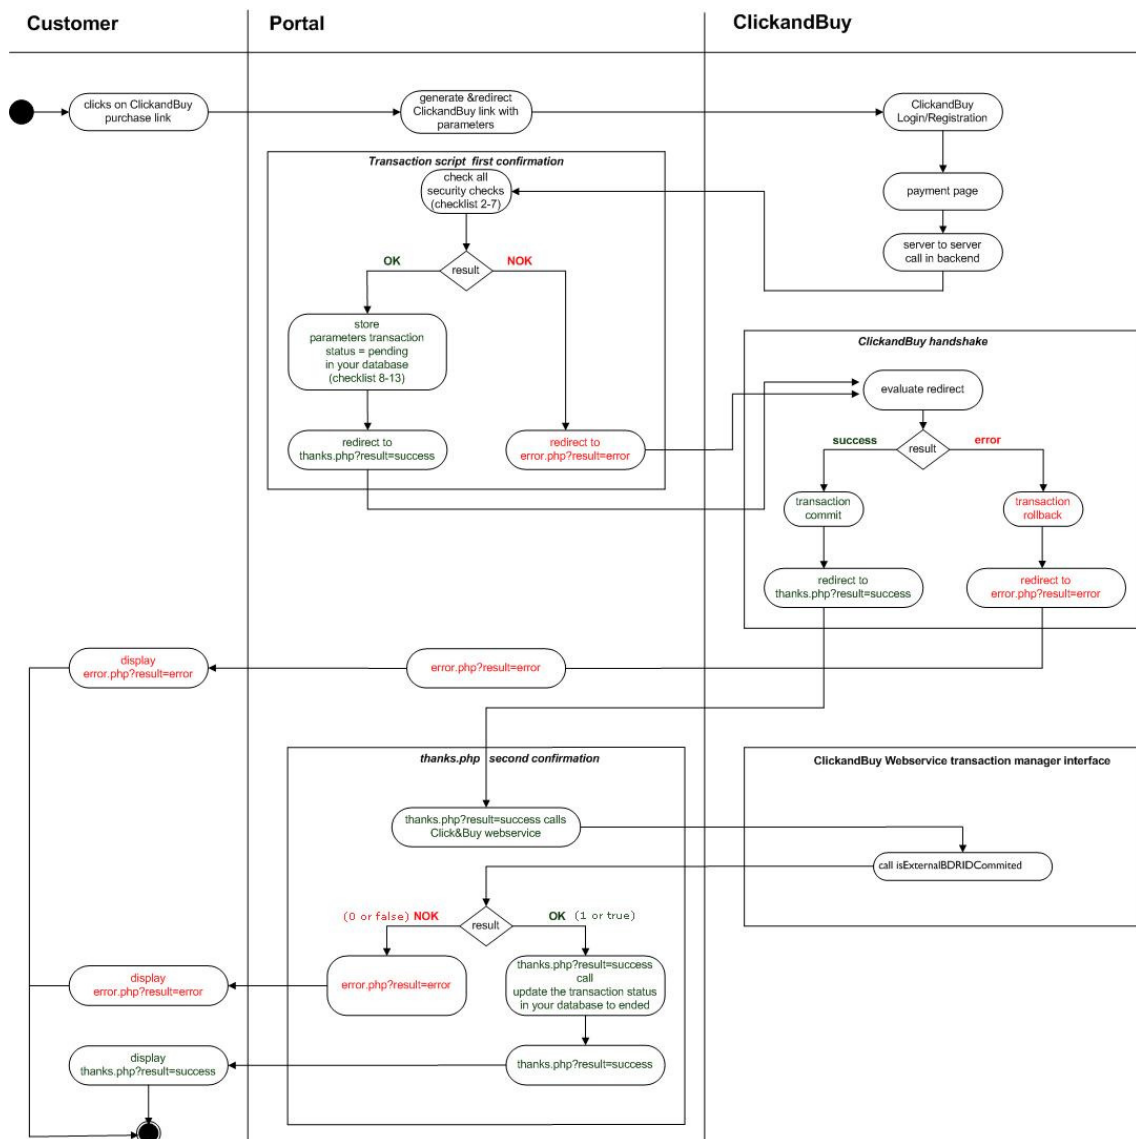 Customer
Portal
ClickandBuy
clicks on ClickandBuy
purchase link
generate &redirect
ClickandBuy link with
parameters
ClickandBuy
Login/Registration
Transaction script first confirmation
check all
security checks
(checklist 2-7)
payment page
server to server
call in backend
OK
result
NOK
store
parameters transaction
status = pending
in your database
(checklist 8-13)
redirect to
thanks.php?result=success
redirect to
error.php?result=error
ClickandBuy handshake
evaluate redirect
success
result
error
transaction
commit
transaction
rollback
redirect to
thanks.php?result=success
redirect to
error.php?result=error
display
error.php?result=error
error.php?result=error
thanks.php second confirmation
ClickandBuy Webservice transaction manager interface
thanks.php?result=success calls
Click&Buy webservice
call isExternalBDRIDCommited
(0 or false) NOK
result
OK (1 or true)
display
error.php?result=error
error.php?result=error
thanks.php?result=success
call
update the transaction status
in your database to ended
display
thanks.php?result=success
thanks.php?result=success